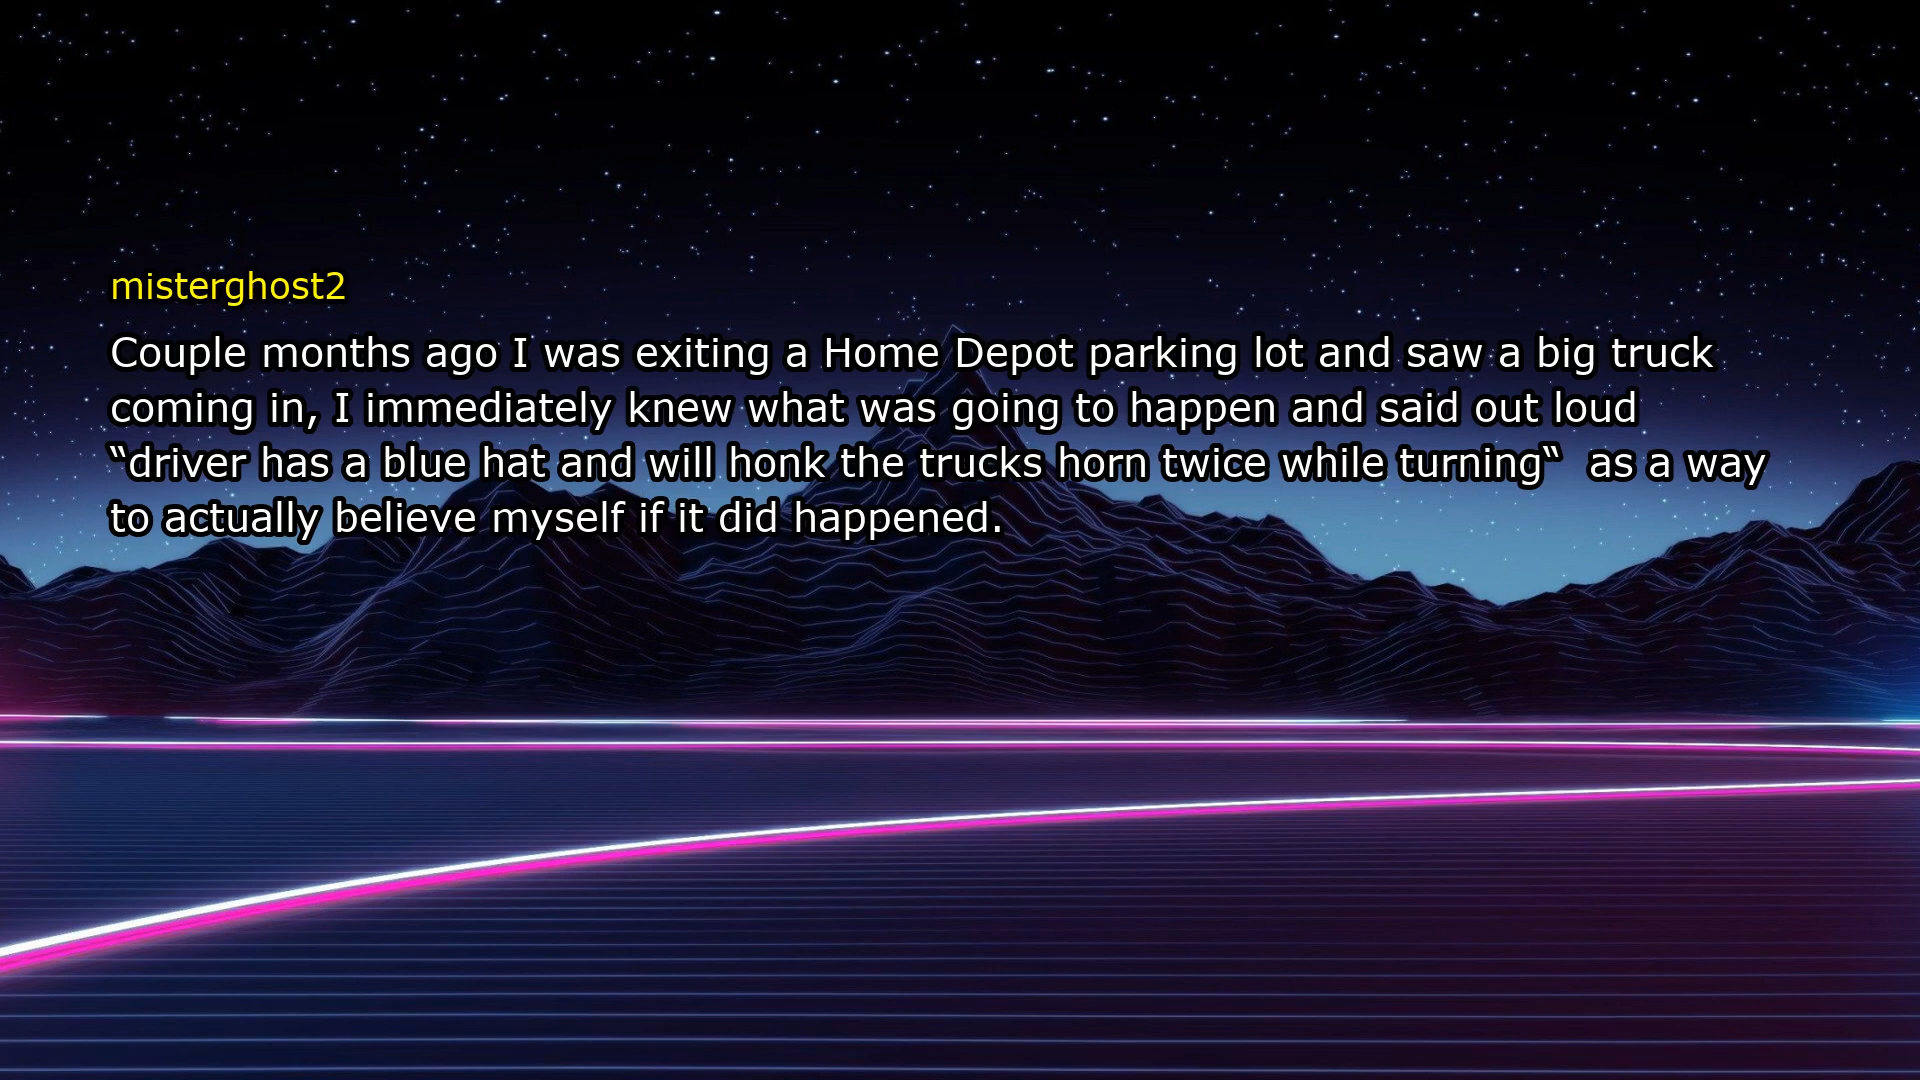 misterghost2
Couple months ago I was exiting a Home Depot parking lot and saw a big truck
coming in, I immediately knew what was going to happen and said out loud
“driver has a blue hat and will honk the trucks horn twice while turning‟  as a way
to actually believe myself if it did happened.